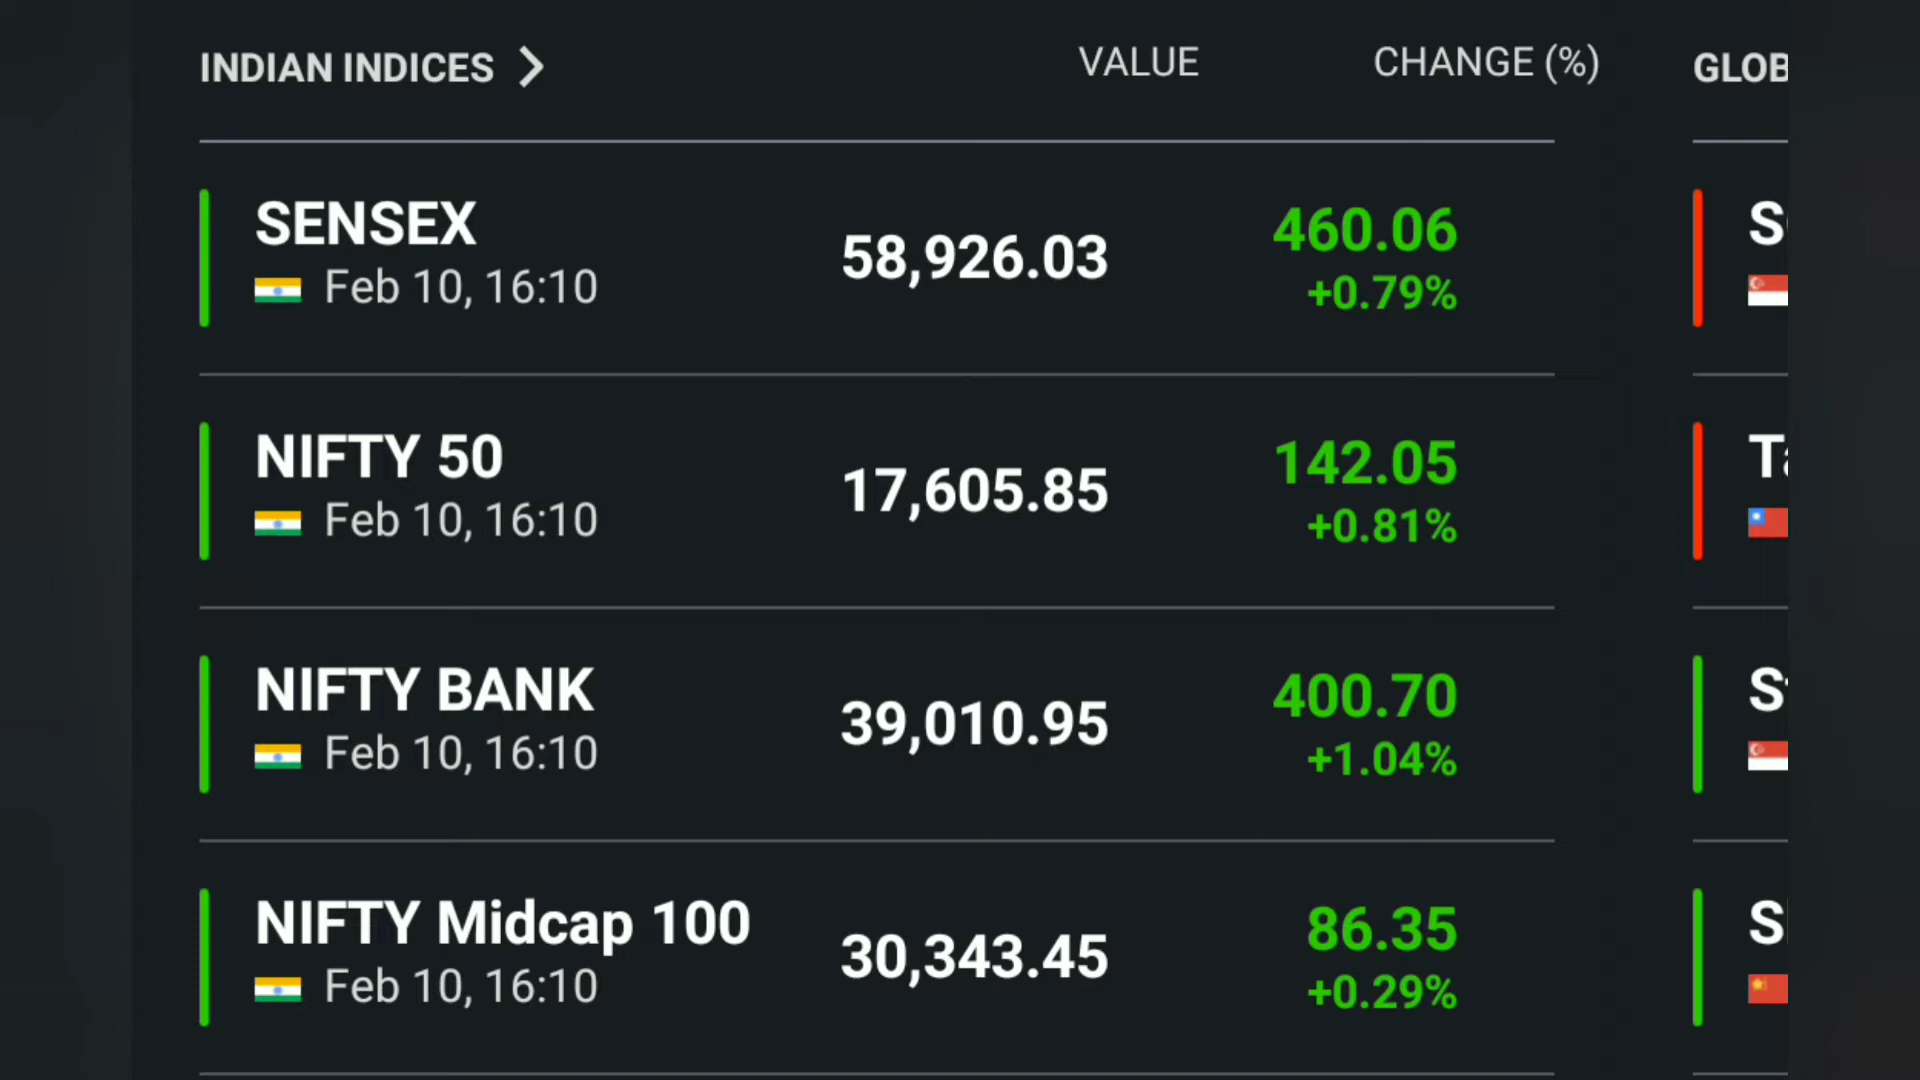 INDIAN INDICES VALUE CHANGE (%)
SENSEX
Feb 10, 16:10
58,926.03
460.06
+0.79%
NIFTY 50
Feb 10, 16:10
17,605.85
142.05
+0.81%
NIFTY BANK
Feb 10, 16:10
39,010.95
400.70
+1.04%
NIFTY Midcap 100
Feb 10, 16:10
30,343.45
86.35
+0.29%